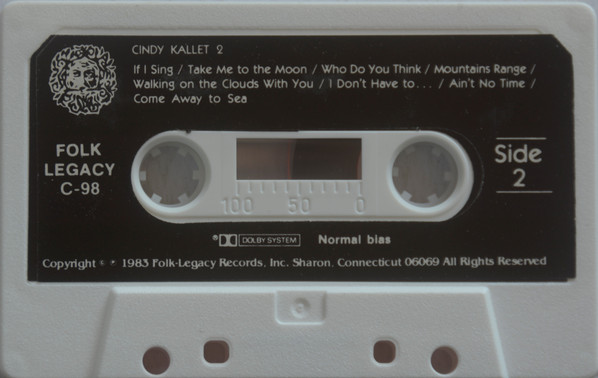 CINDY KALLET 2
If I Sing / Take Me to the Moon / Who Do You Think / Mountains Range /
Walking on the Clouds With You / I Don't Have to... / Ain't No Time /
Come Away to Sea
FOLK
LEGACY
C-98
Side
2
100 50 0
DOLBY SYSTEM Normal bias
Copyright © ℗ 1983 Folk-Legacy Records, Inc. Sharon, Connecticut 06069 All Rights Reserved